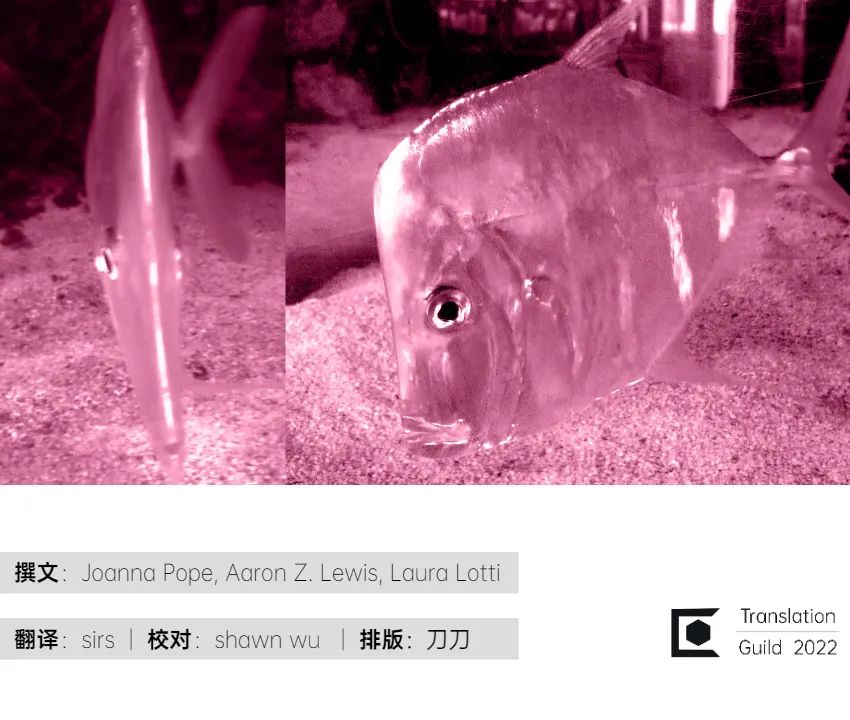 撰文：Joanna Pope, Aaron Z. Lewis, Laura Lotti
翻译：sirs | 校对：shawn wu | 排版：刀刀
Translation
Guild 2022